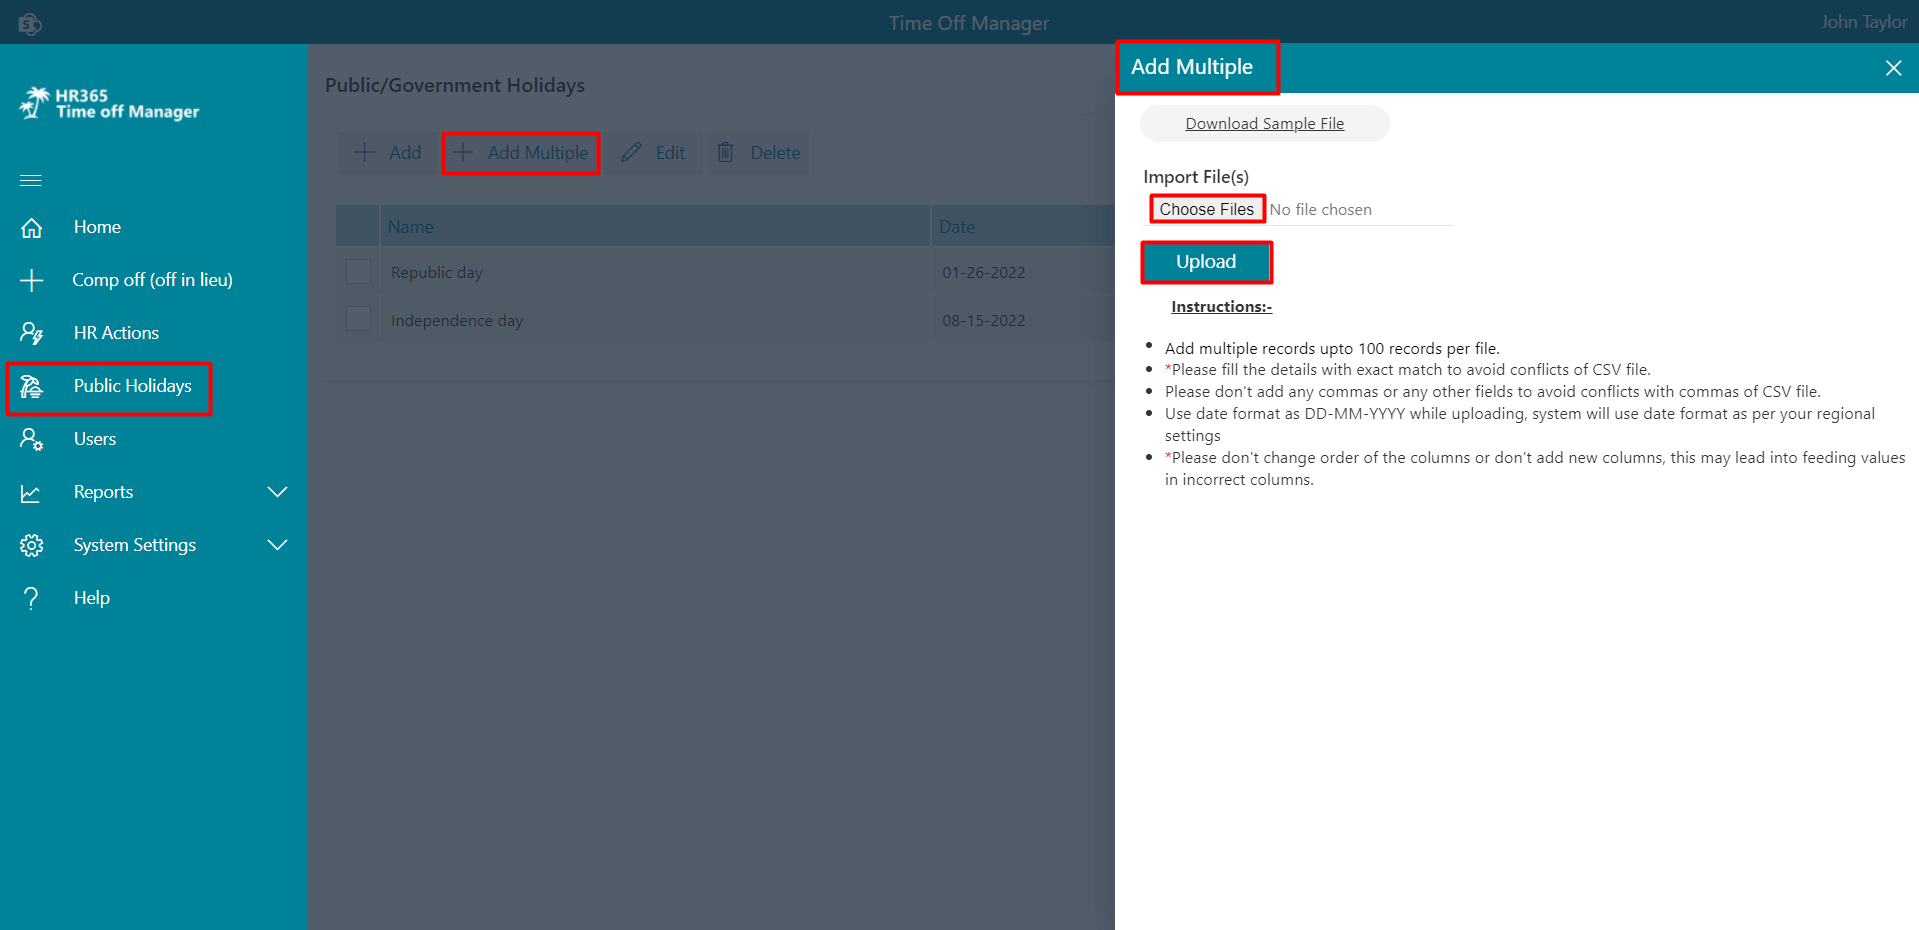 Time Off Manager
John Taylor
HR365
Time off Manager
Home
Comp off (off in lieu)
HR Actions
Public Holidays
Users
Reports
System Settings
Help
Public/Government Holidays
Add
Add Multiple
Edit
Delete
Name Date
Republic day 01-26-2022
Independence day 08-15-2022
Add Multiple
Download Sample File
Import File(s)
Choose Files No file chosen
Upload
Instructions:-
Add multiple records upto 100 records per file.
*Please fill the details with exact match to avoid conflicts of CSV file.
Please don't add any commas or any other fields to avoid conflicts with commas of CSV file.
Use date format as DD-MM-YYYY while uploading, system will use date format as per your regional
settings
*Please don't change order of the columns or don't add new columns, this may lead into feeding values
in incorrect columns.